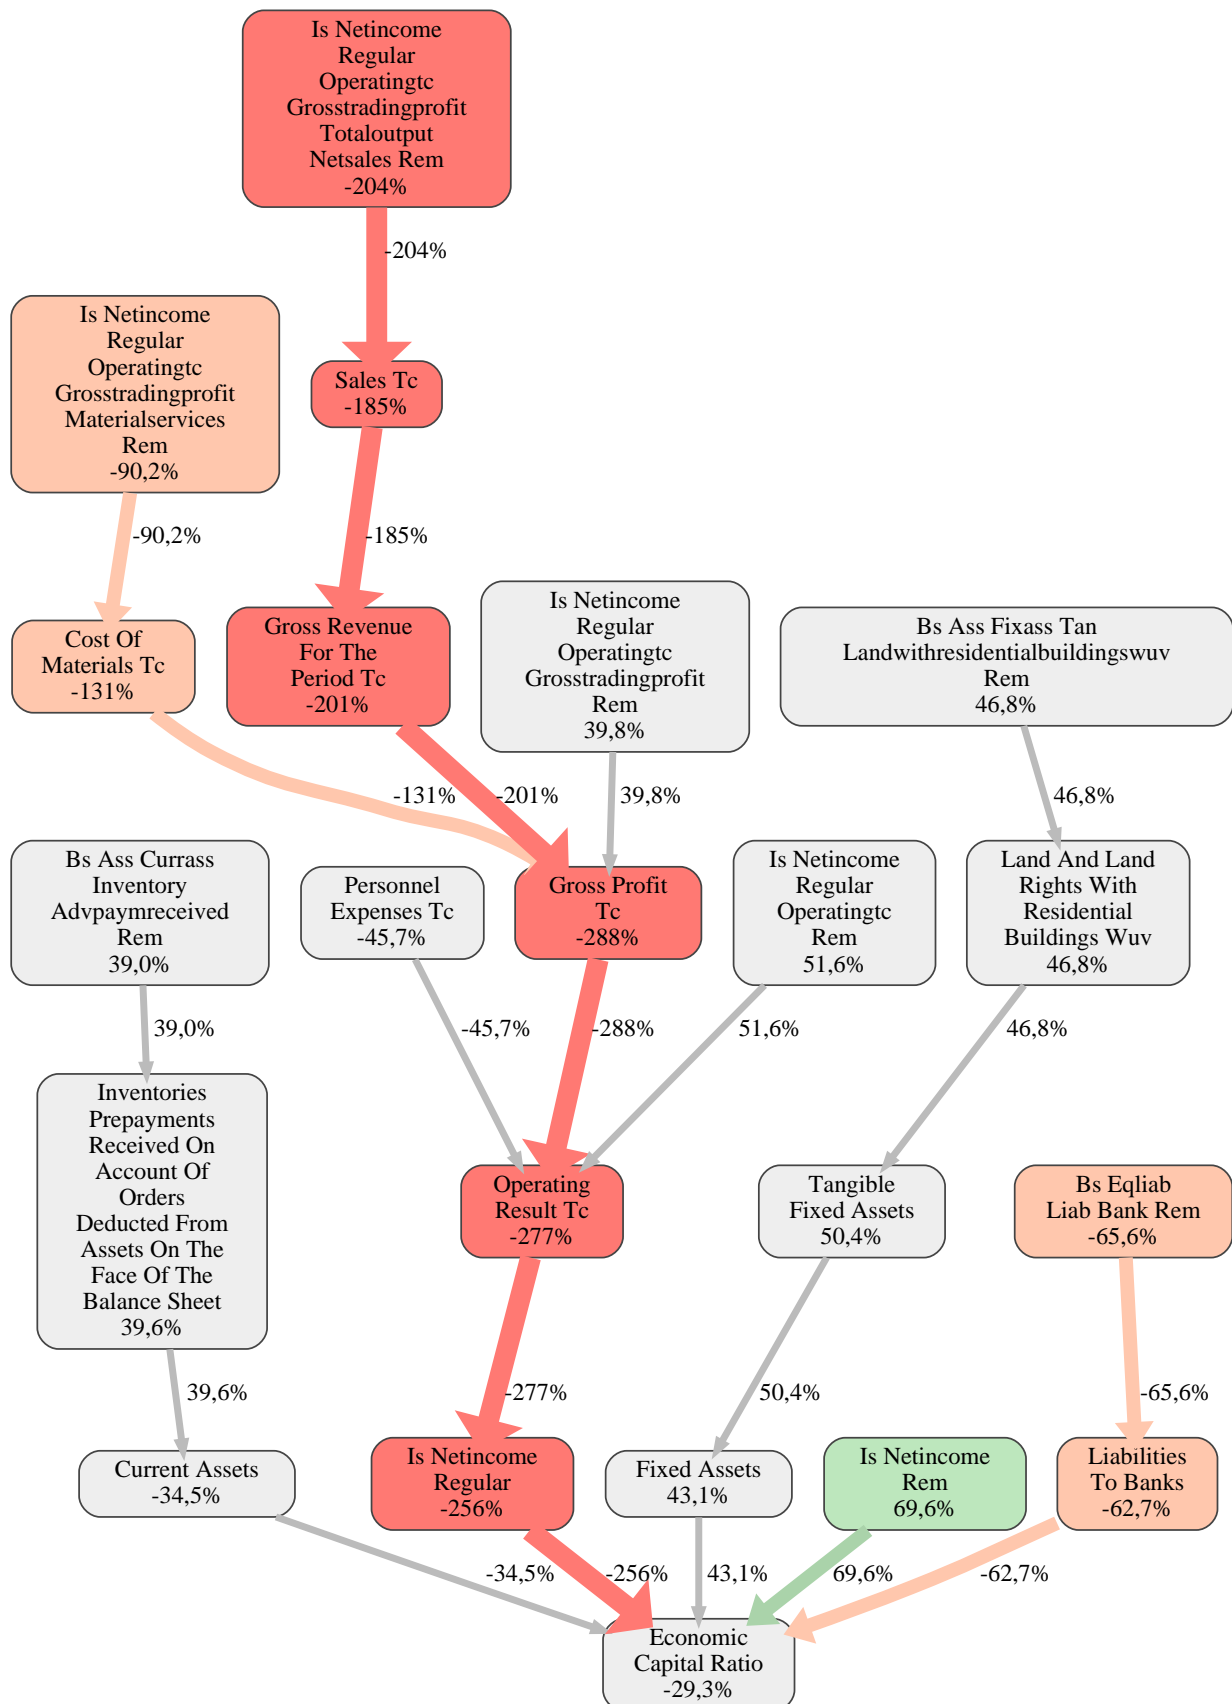 Is Netincome
Regular
Operatingtc
Grosstradingprofit
Totaloutput
Netsales Rem
-204%
-204%
Is Netincome
Regular
Operatingtc
Grosstradingprofit
Materialservices
Rem
-90,2%
Sales Tc
-185%
-90,2%
-185%
Cost Of
Materials Tc
-131%
Gross Revenue
For The
Period Tc
-201%
Is Netincome
Regular
Operatingtc
Grosstradingprofit
Rem
39,8%
Bs Ass Fixass Tan
Landwithresidentialbuildingswuv
Rem
46,8%
-131%
-201%
39,8%
46,8%
Bs Ass Currass
Inventory
Advpaymreceived
Rem
39,0%
Personnel
Expenses Tc
-45,7%
Gross Profit
Tc
-288%
Is Netincome
Regular
Operatingtc
Rem
51,6%
Land And Land
Rights With
Residential
Buildings Wuv
46,8%
39,0%
-45,7%
-288%
51,6%
46,8%
Inventories
Prepayments
Received On
Account Of
Orders
Deducted From
Assets On The
Face Of The
Balance Sheet
39,6%
Operating
Result Tc
-277%
Tangible
Fixed Assets
50,4%
Bs Eqliab
Liab Bank Rem
-65,6%
39,6%
-277%
50,4%
-65,6%
Current Assets
-34,5%
Is Netincome
Regular
-256%
Fixed Assets
43,1%
Is Netincome
Rem
69,6%
Liabilities
To Banks
-62,7%
-34,5%
-256%
43,1%
69,6%
-62,7%
Economic
Capital Ratio
-29,3%